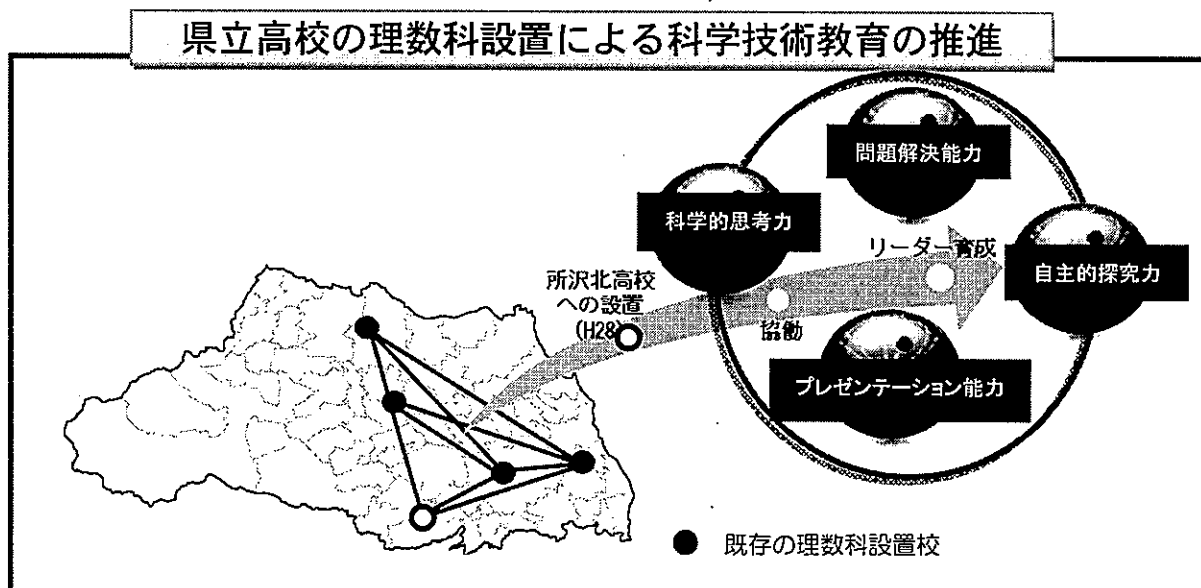 県立高校の理数科設置による科学技術教育の推進
問題解決能力
科学的思考力
リーダー育成
自主的探究力
所沢北高校
への設置
(H28)
協働
プレゼンテーション能力
既存の理数科設置校